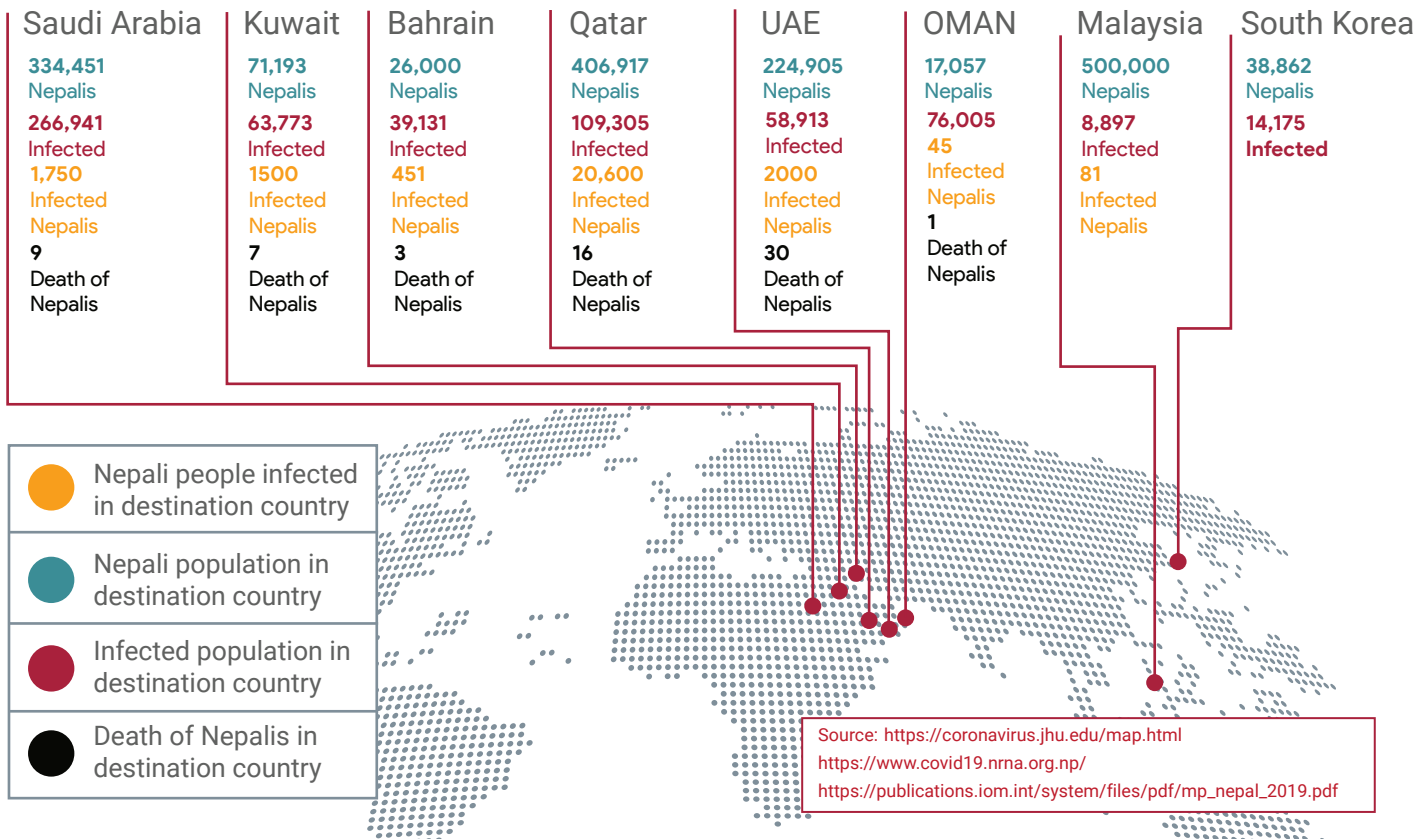 Saudi Arabia
334,451
Nepalis
266,941
Infected
1,750
Infected
Nepalis
9
Death of
Nepalis
Kuwait
71,193
Nepalis
63,773
Infected
1500
Infected
Nepalis
7
Death of
Nepalis
Bahrain
26,000
Nepalis
39,131
Infected
451
Infected
Nepalis
3
Death of
Nepalis
Qatar
406,917
Nepalis
109,305
Infected
20,600
Infected
Nepalis
16
Death of
Nepalis
UAE
224,905
Nepalis
58,913
Infected
2000
Infected
Nepalis
30
Death of
Nepalis
OMAN
17,057
Nepalis
76,005
45
Infected
Nepalis
1
Death of
Nepalis
Malaysia
500,000
Nepalis
8,897
Infected
81
Infected
Nepalis
South Korea
38,862
Nepalis
14,175
Infected
Nepali people infected
in destination country
Nepali population in
destination country
Infected population in
destination country
Death of Nepalis in
destination country
Source: https://coronavirus.jhu.edu/map.html
https://www.covid19.nrna.org.np/
https://publications.iom.int/system/files/pdf/mp_nepal_2019.pdf